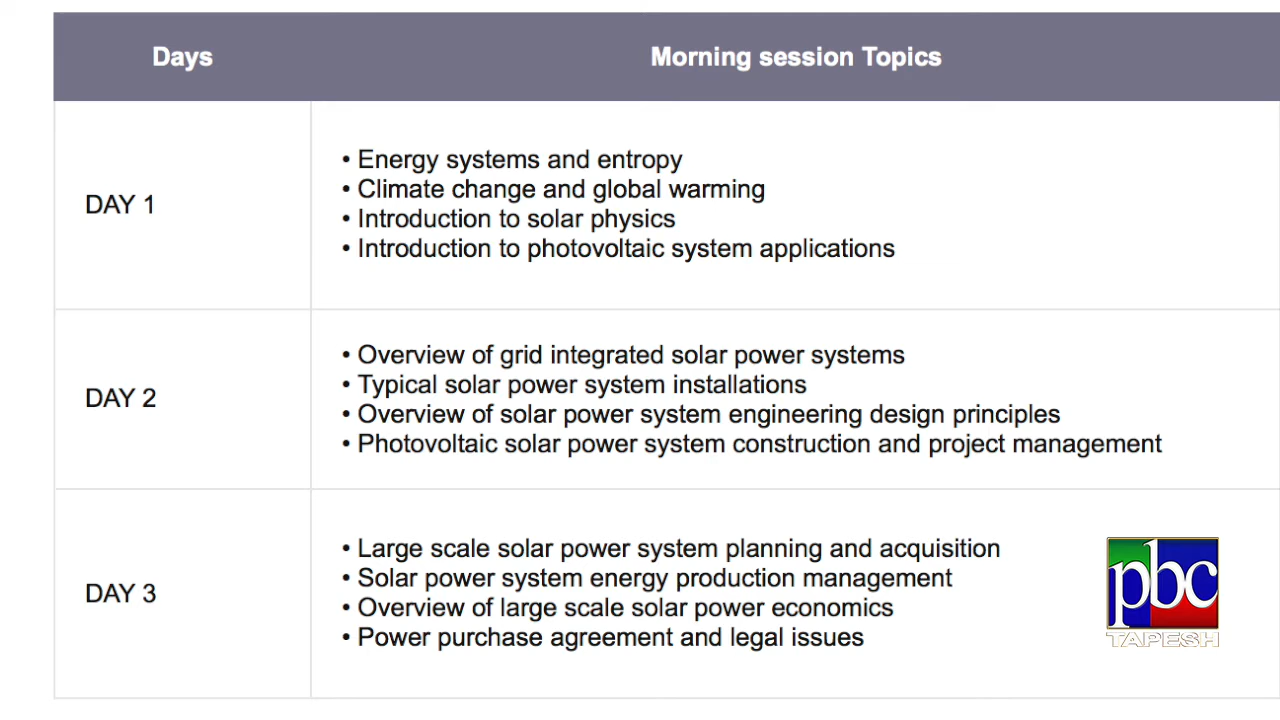 Days
Morning session Topics
DAY 1
• Energy systems and entropy
• Climate change and global warming
• Introduction to solar physics
• Introduction to photovoltaic system applications
DAY 2
• Overview of grid integrated solar power systems
• Typical solar power system installations
• Overview of solar power system engineering design principles
• Photovoltaic solar power system construction and project management
DAY 3
• Large scale solar power system planning and acquisition
• Solar power system energy production management
• Overview of large scale solar power economics
• Power purchase agreement and legal issues
pbc
TAPESH